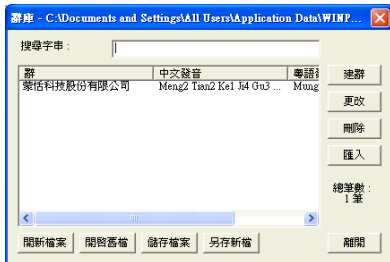 辭庫 - C:\Documents and Settings\All Users\Application Data\WINP...
搜尋字串：
辭 中文發音 粵語發
蒙恬科技股份有限公司 Meng2 Tian2 Ke1 Ji4 Gu3 ... Mung
建辭
更改
刪除
匯入
總筆數：
1 筆
開新檔案 開啟舊檔 儲存檔案 另存新檔 離開